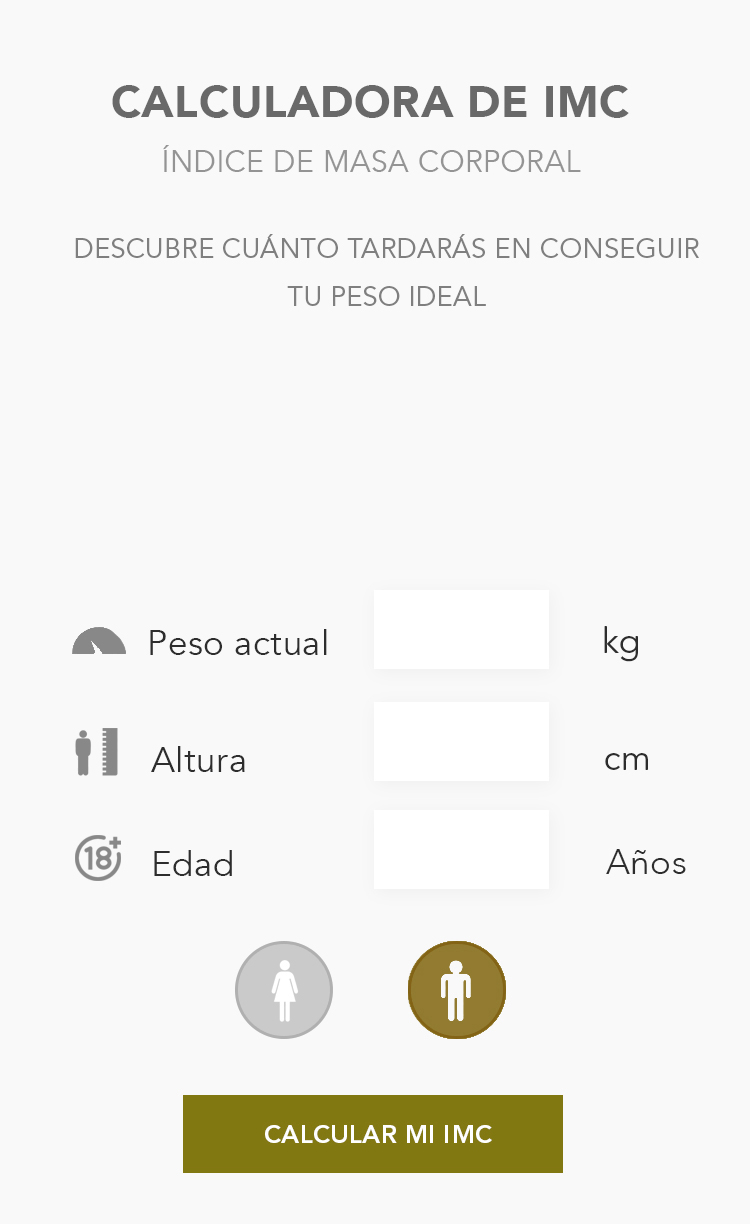 CALCULADORA DE IMC
ÍNDICE DE MASA CORPORAL
DESCUBRE CUÁNTO TARDARÁS EN CONSEGUIR
TU PESO IDEAL
Peso actual kg
Altura cm
18+ Edad Años
CALCULAR MI IMC